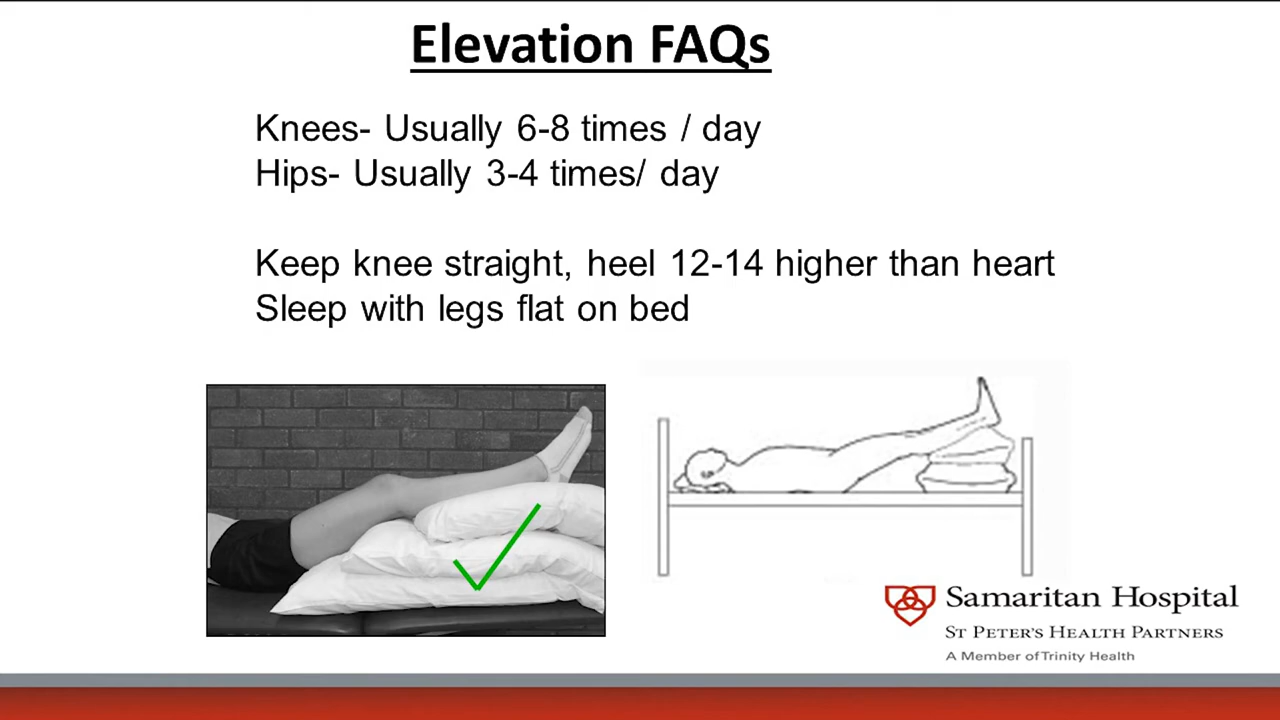 Elevation FAQs
Knees- Usually 6-8 times / day
Hips- Usually 3-4 times/ day
Keep knee straight, heel 12-14 higher than heart
Sleep with legs flat on bed
Samaritan Hospital
ST PETER'S HEALTH PARTNERS
A Member of Trinity Health